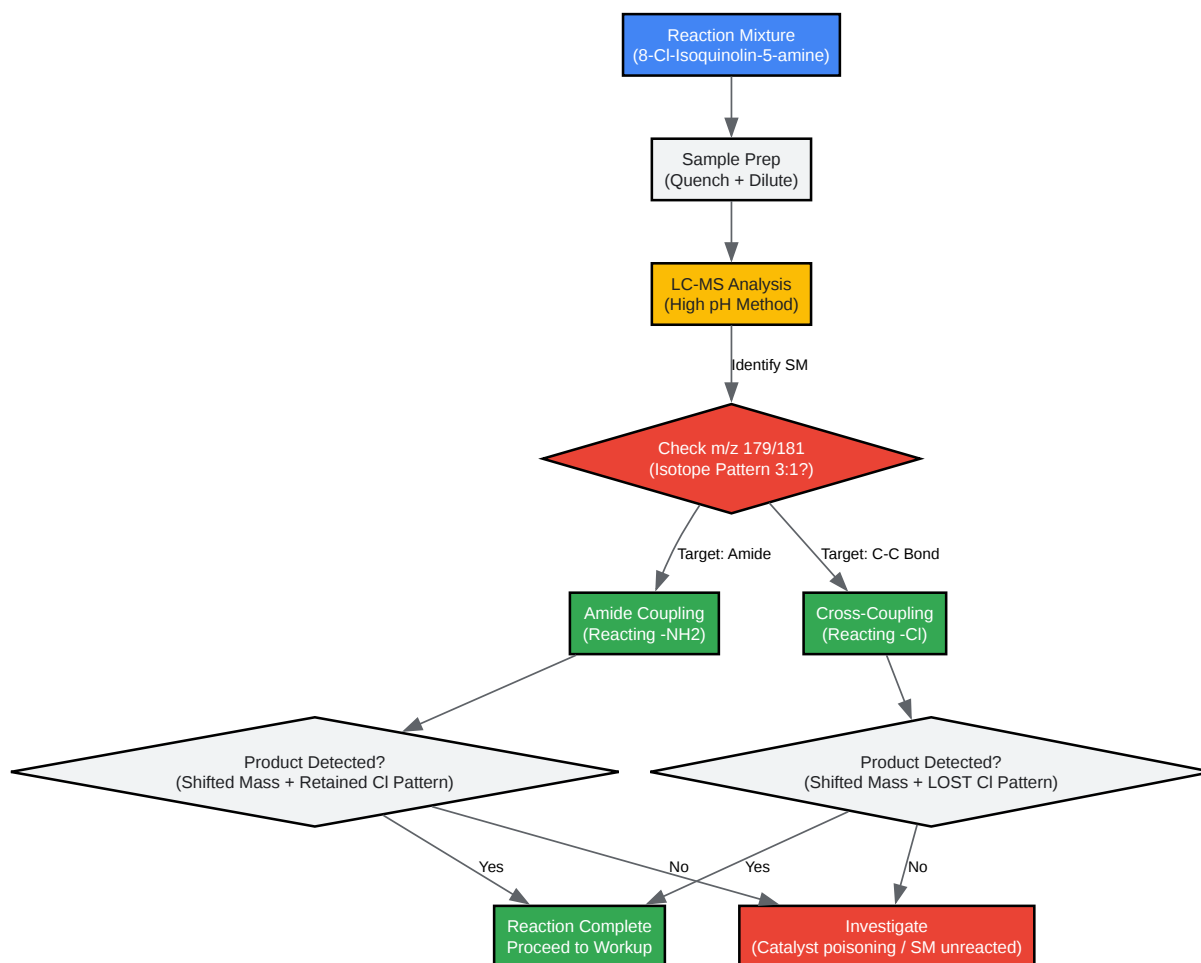 Reaction Mixture
(8-Cl-Isoquinolin-5-amine)
Sample Prep
(Quench + Dilute)
LC-MS Analysis
(High pH Method)
Identify SM
Check m/z 179/181
(Isotope Pattern 3:1?)
Target: Amide
Target: C-C Bond
Amide Coupling
(Reacting -NH2)
Cross-Coupling
(Reacting -Cl)
Product Detected?
(Shifted Mass + Retained Cl Pattern)
Product Detected?
(Shifted Mass + LOST Cl Pattern)
Yes
No
Yes
No
Reaction Complete
Proceed to Workup
Investigate
(Catalyst poisoning / SM unreacted)